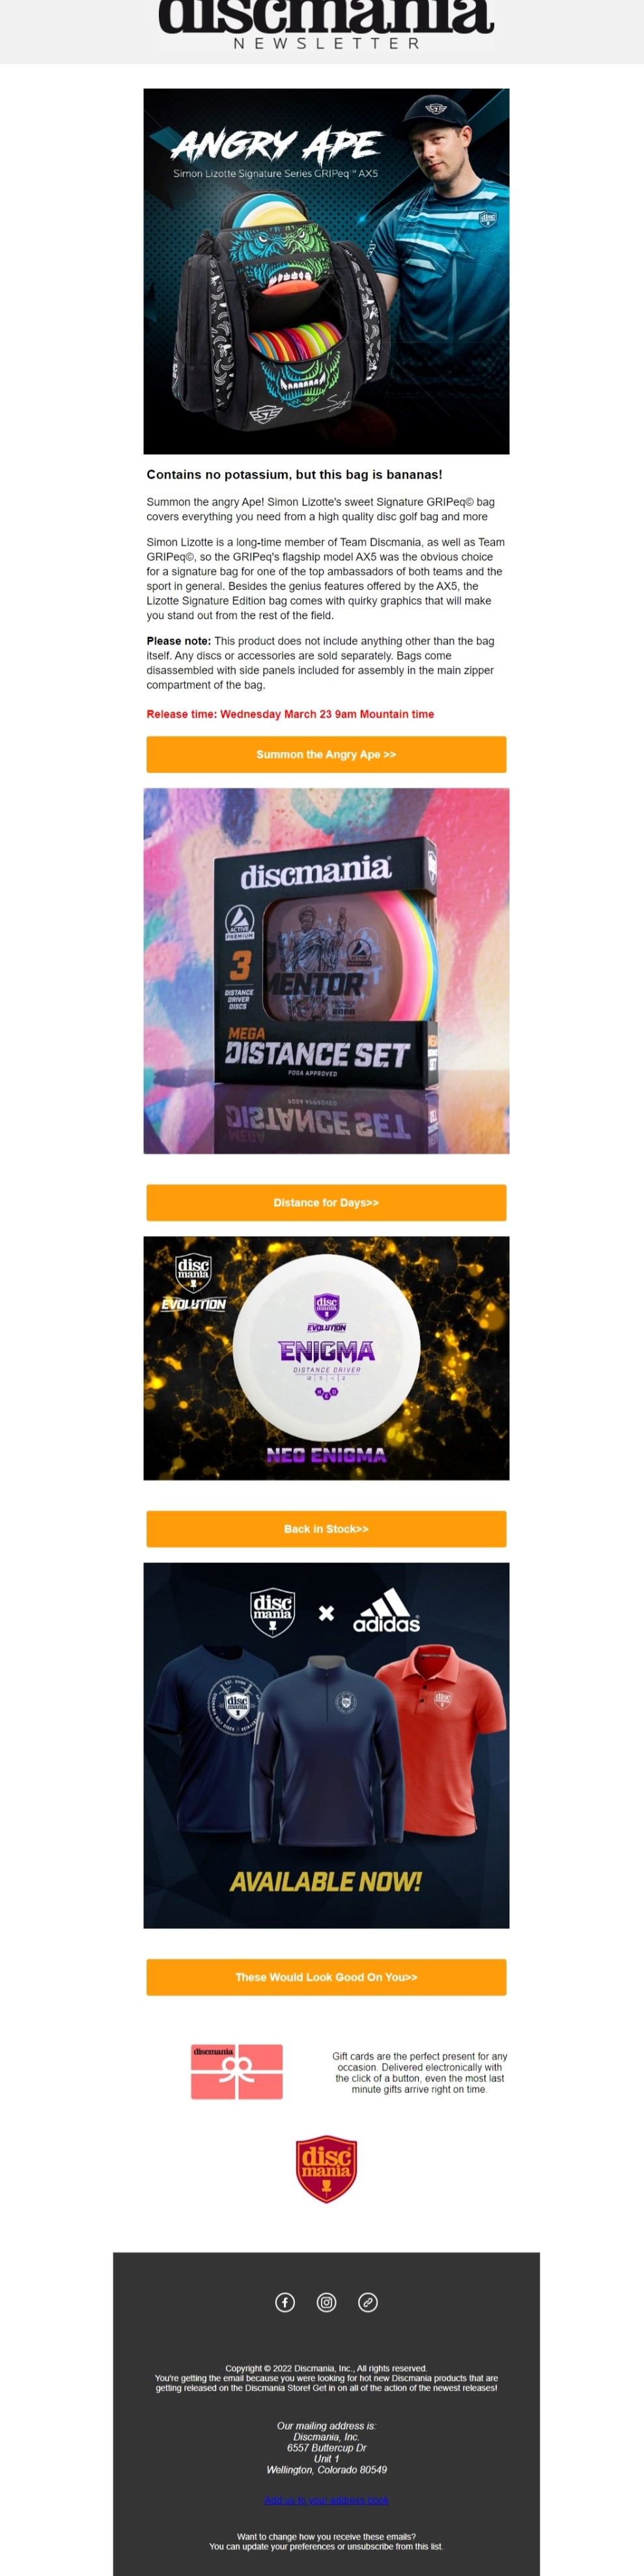 discmania
NEWSLETTER
ANGRY APE
Simon Lizotte Signature Series GRIPeq™ AX5
disc
Contains no potassium, but this bag is bananas!
Summon the angry Ape! Simon Lizotte's sweet Signature GRIPeq© bag
covers everything you need from a high quality disc golf bag and more
Simon Lizotte is a long-time member of Team Discmania, as well as Team
GRIPeq©, so the GRIPeq's flagship model AX5 was the obvious choice
for a signature bag for one of the top ambassadors of both teams and the
sport in general. Besides the genius features offered by the AX5, the
Lizotte Signature Edition bag comes with quirky graphics that will make
you stand out from the rest of the field.
Please note: This product does not include anything other than the bag
itself. Any discs or accessories are sold separately. Bags come
disassembled with side panels included for assembly in the main zipper
compartment of the bag.
Release time: Wednesday March 23 9am Mountain time
Summon the Angry Ape >>
discmania
ACTIVE
PREMIUM
3
DISTANCE
DRIVER
DISCS
MENTOR
MEGA
DISTANCE SET
PDGA APPROVED
Distance for Days>>
disc
mania
EVOLUTION
disc
mania
EVOLUTION
ENIGMA
DISTANCE DRIVER
NEO
NEO ENIGMA
Back in Stock>>
disc
mania
adidas
disc
mania
disc
mania
AVAILABLE NOW!
These Would Look Good On You>>
discmania
Gift cards are the perfect present for any
occasion. Delivered electronically with
the click of a button, even the most last
minute gifts arrive right on time.
disc
mania
Copyright © 2022 Discmania, Inc., All rights reserved.
You're getting the email because you were looking for hot new Discmania products that are
getting released on the Discmania Store! Get in on all of the action of the newest releases!
Our mailing address is:
Discmania, Inc.
6557 Buttercup Dr
Unit 1
Wellington, Colorado 80549
Add us to your address book
Want to change how you receive these emails?
You can update your preferences or unsubscribe from this list.